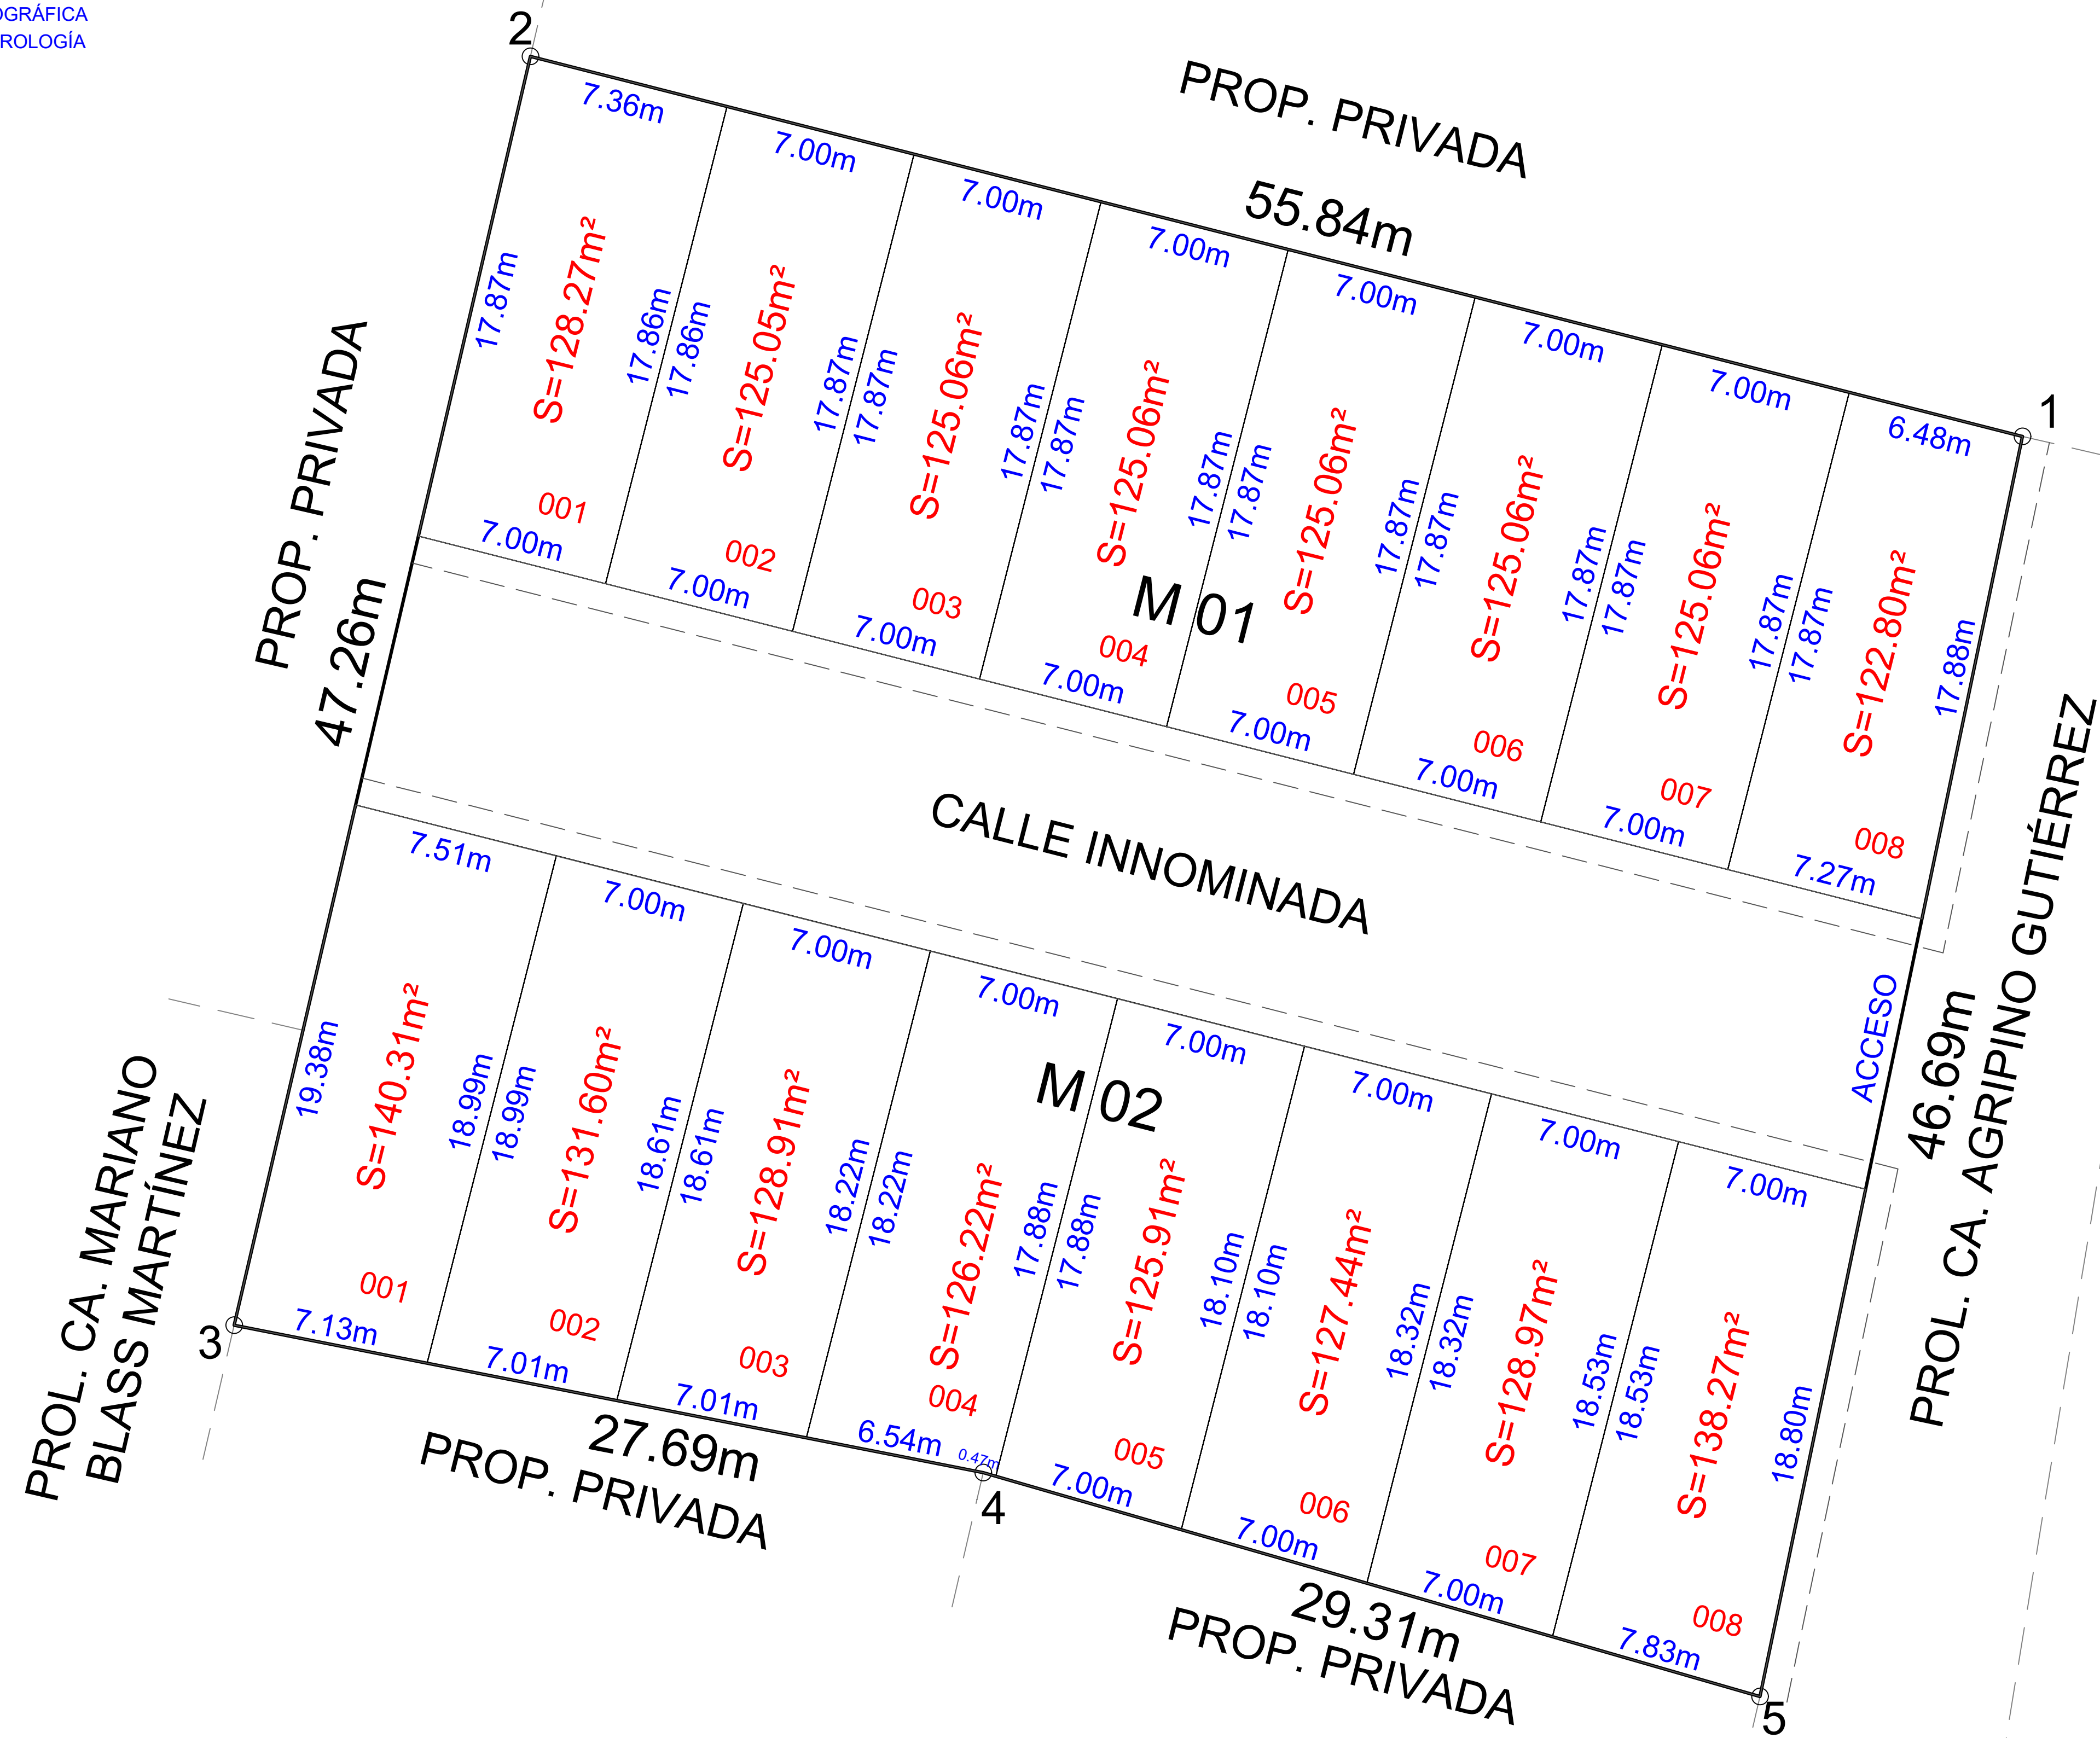 OGRÁFICA
ROLOGÍA
2
PROP. PRIVADA
55.84m
1
7.36m
7.00m
7.00m
7.00m
7.00m
7.00m
7.00m
6.48m
17.87m
S=128.27m²
17.86m
17.86m
S=125.05m²
17.87m
17.87m
S=125.06m²
17.87m
17.87m
S=125.06m²
17.87m
17.87m
S=125.06m²
17.87m
17.87m
S=125.06m²
17.87m
17.87m
S=125.06m²
17.87m
17.87m
S=122.80m²
17.88m
001
002
003
004
005
006
007
008
M 01
7.00m
7.00m
7.00m
7.00m
7.00m
7.00m
7.00m
7.27m
PROP. PRIVADA
47.26m
CALLE INNOMINADA
ACCESO
46.69m
PROL. CA. AGRIPINO GUTIÉRREZ
7.51m
7.00m
7.00m
7.00m
7.00m
7.00m
7.00m
7.00m
M 02
19.38m
S=140.31m²
18.99m
18.99m
S=131.60m²
18.61m
18.61m
S=128.91m²
18.22m
18.22m
S=126.22m²
17.88m
17.88m
S=125.91m²
18.10m
18.10m
S=127.44m²
18.32m
18.32m
S=128.97m²
18.53m
18.53m
S=138.27m²
18.80m
001
002
003
004
005
006
007
008
7.13m
7.01m
7.01m
6.54m
0.47m
7.00m
7.00m
7.00m
7.83m
PROL. CA. MARIANO
BLASS MARTÍNEZ
3
27.69m
PROP. PRIVADA
4
29.31m
PROP. PRIVADA
5